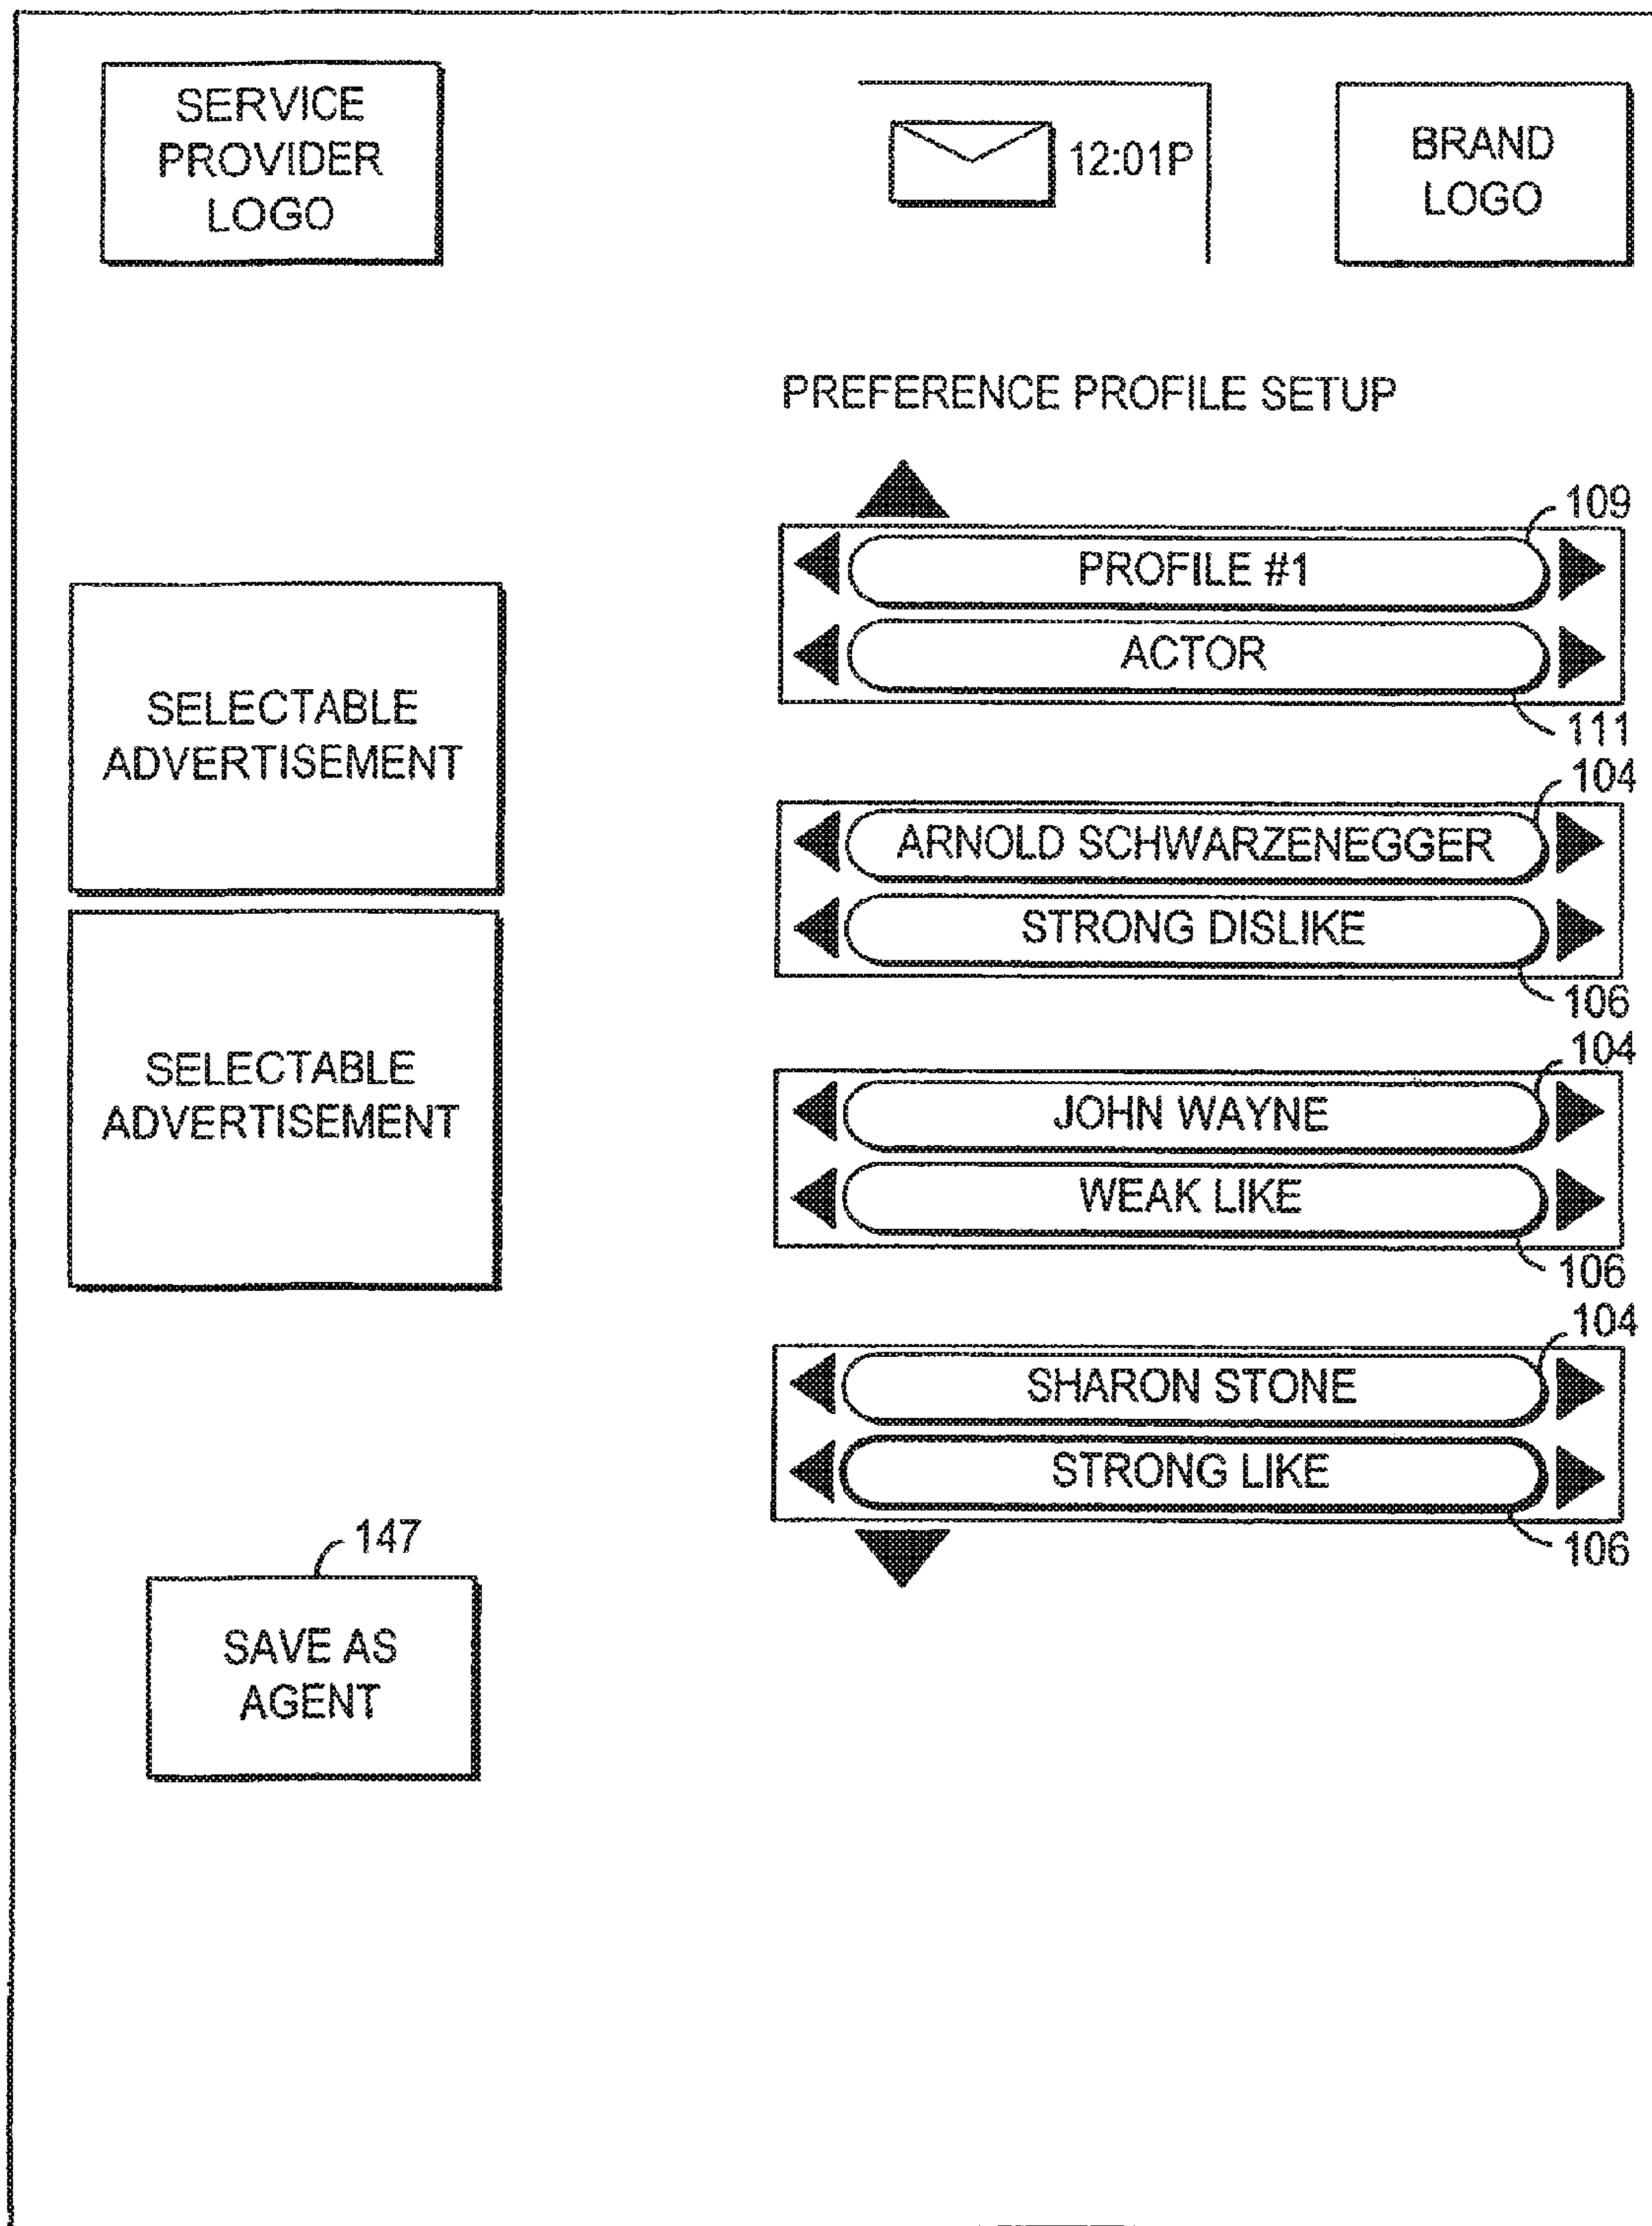 SERVICE
PROVIDER
LOGO
12:01P
BRAND
LOGO
PREFERENCE PROFILE SETUP
109
PROFILE #1
ACTOR
111
SELECTABLE
ADVERTISEMENT
104
ARNOLD SCHWARZENEGGER
STRONG DISLIKE
106
104
JOHN WAYNE
WEAK LIKE
106
SELECTABLE
ADVERTISEMENT
104
SHARON STONE
STRONG LIKE
106
147
SAVE AS
AGENT